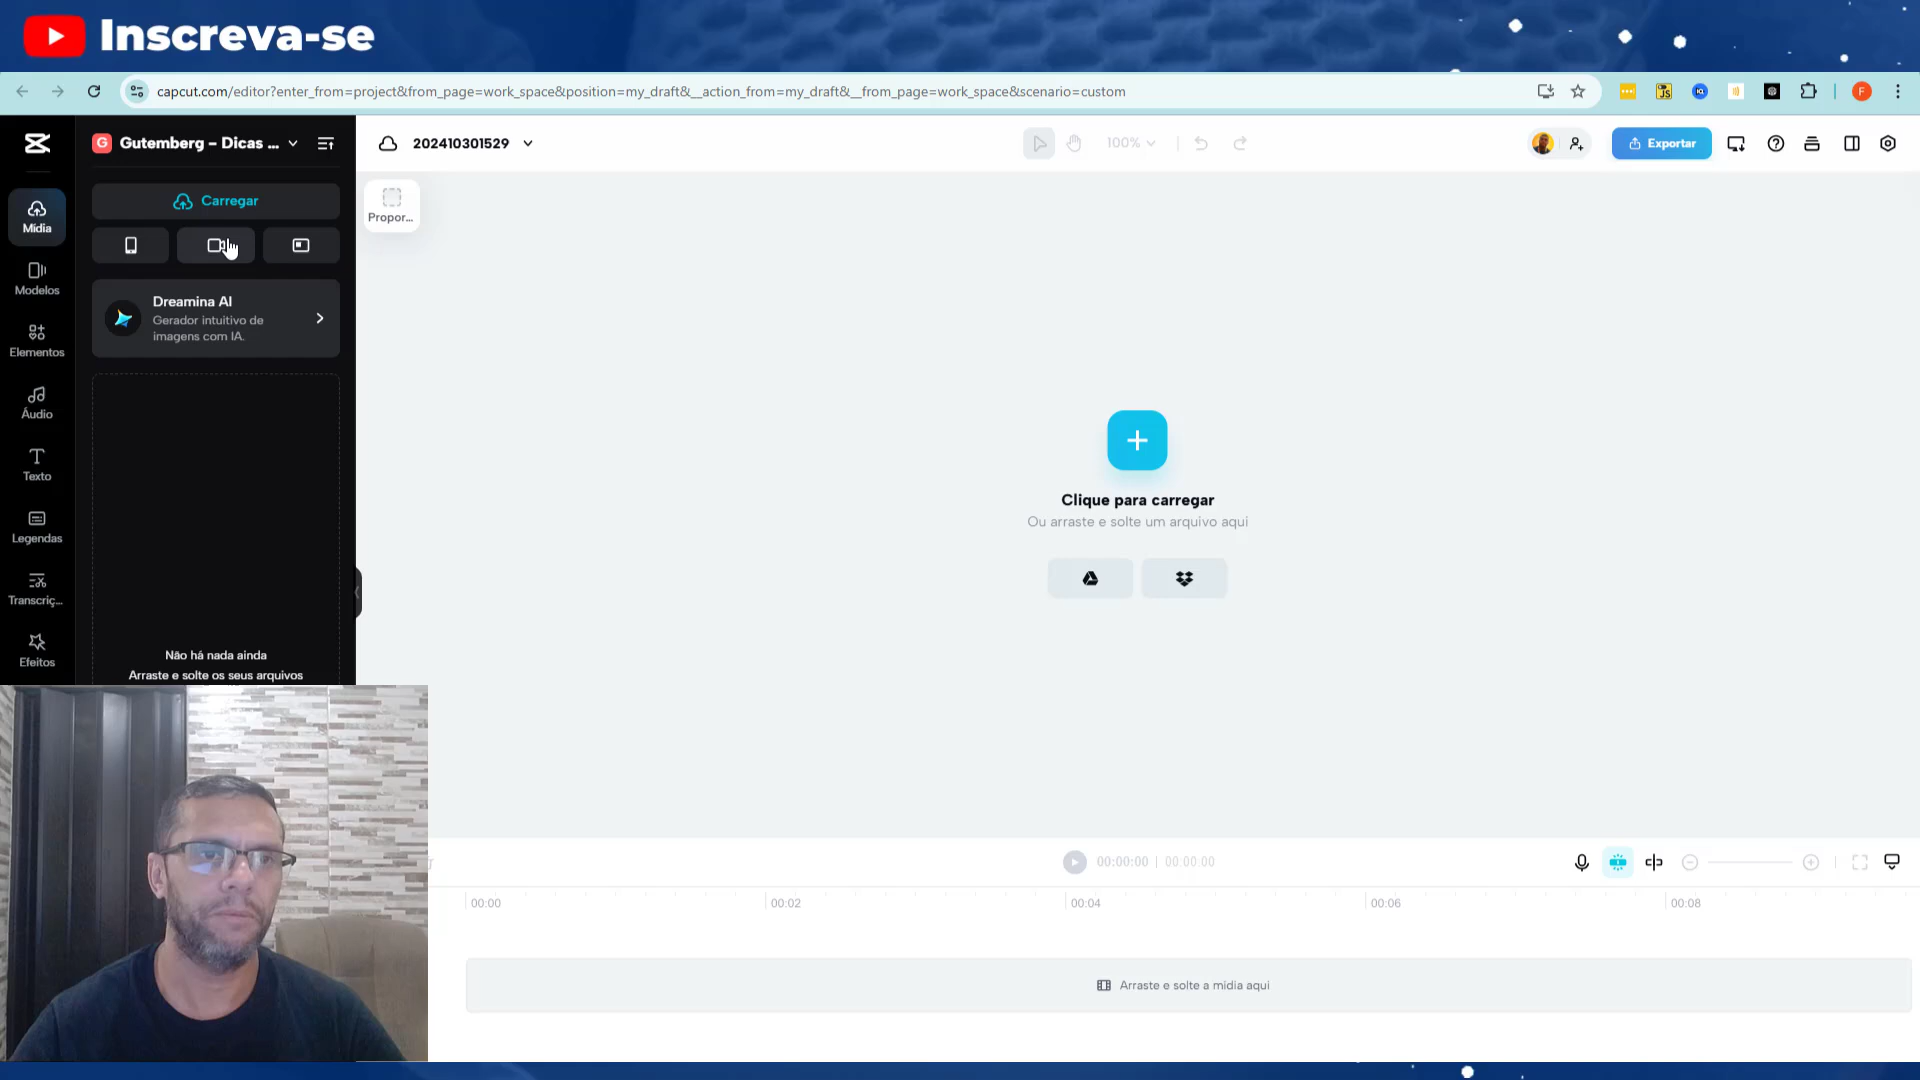 Inscreva-se
capcut.com/editor?enter_from=project&from_page=work_space&position=my_draft&__action_from=my_draft&__from_page=work_space&scenario=custom
F
G Gutemberg – Dicas ...
202410301529
100%
Exportar
Carregar
Mídia
Propor...
Modelos
Dreamina AI
Gerador intuitivo de
imagens com IA.
Elementos
Áudio
Texto
Clique para carregar
Ou arraste e solte um arquivo aqui
Legendas
Transcriç...
Efeitos
Não há nada ainda
Arraste e solte os seus arquivos
00:00:00 | 00:00:00
00:00
00:02
00:04
00:06
00:08
Arraste e solte a mídia aqui